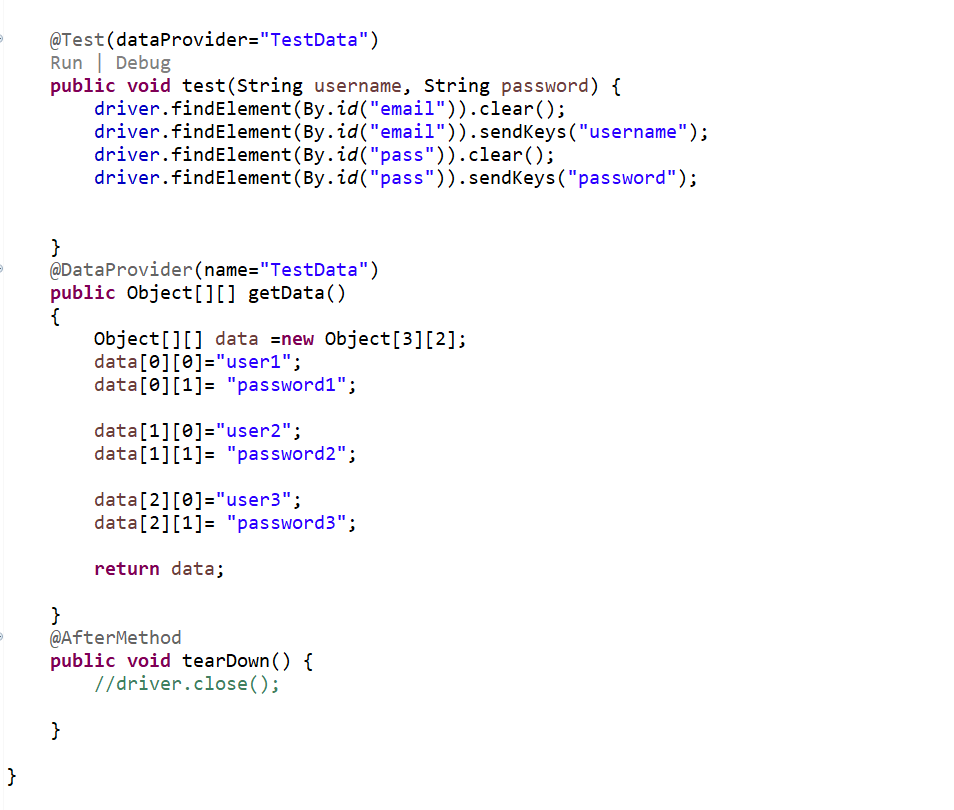 @Test(dataProvider="TestData")
Run | Debug
public void test(String username, String password) {
driver.findElement(By.id("email")).clear();
driver.findElement(By.id("email")).sendKeys("username");
driver.findElement(By.id("pass")).clear();
driver.findElement(By.id("pass")).sendKeys("password");
}
@DataProvider(name="TestData")
public Object[][] getData()
{
Object[][] data =new Object[3][2];
data[0][0]="user1";
data[0][1]= "password1";
data[1][0]="user2";
data[1][1]= "password2";
data[2][0]="user3";
data[2][1]= "password3";
return data;
}
@AfterMethod
public void tearDown() {
//driver.close();
}
}